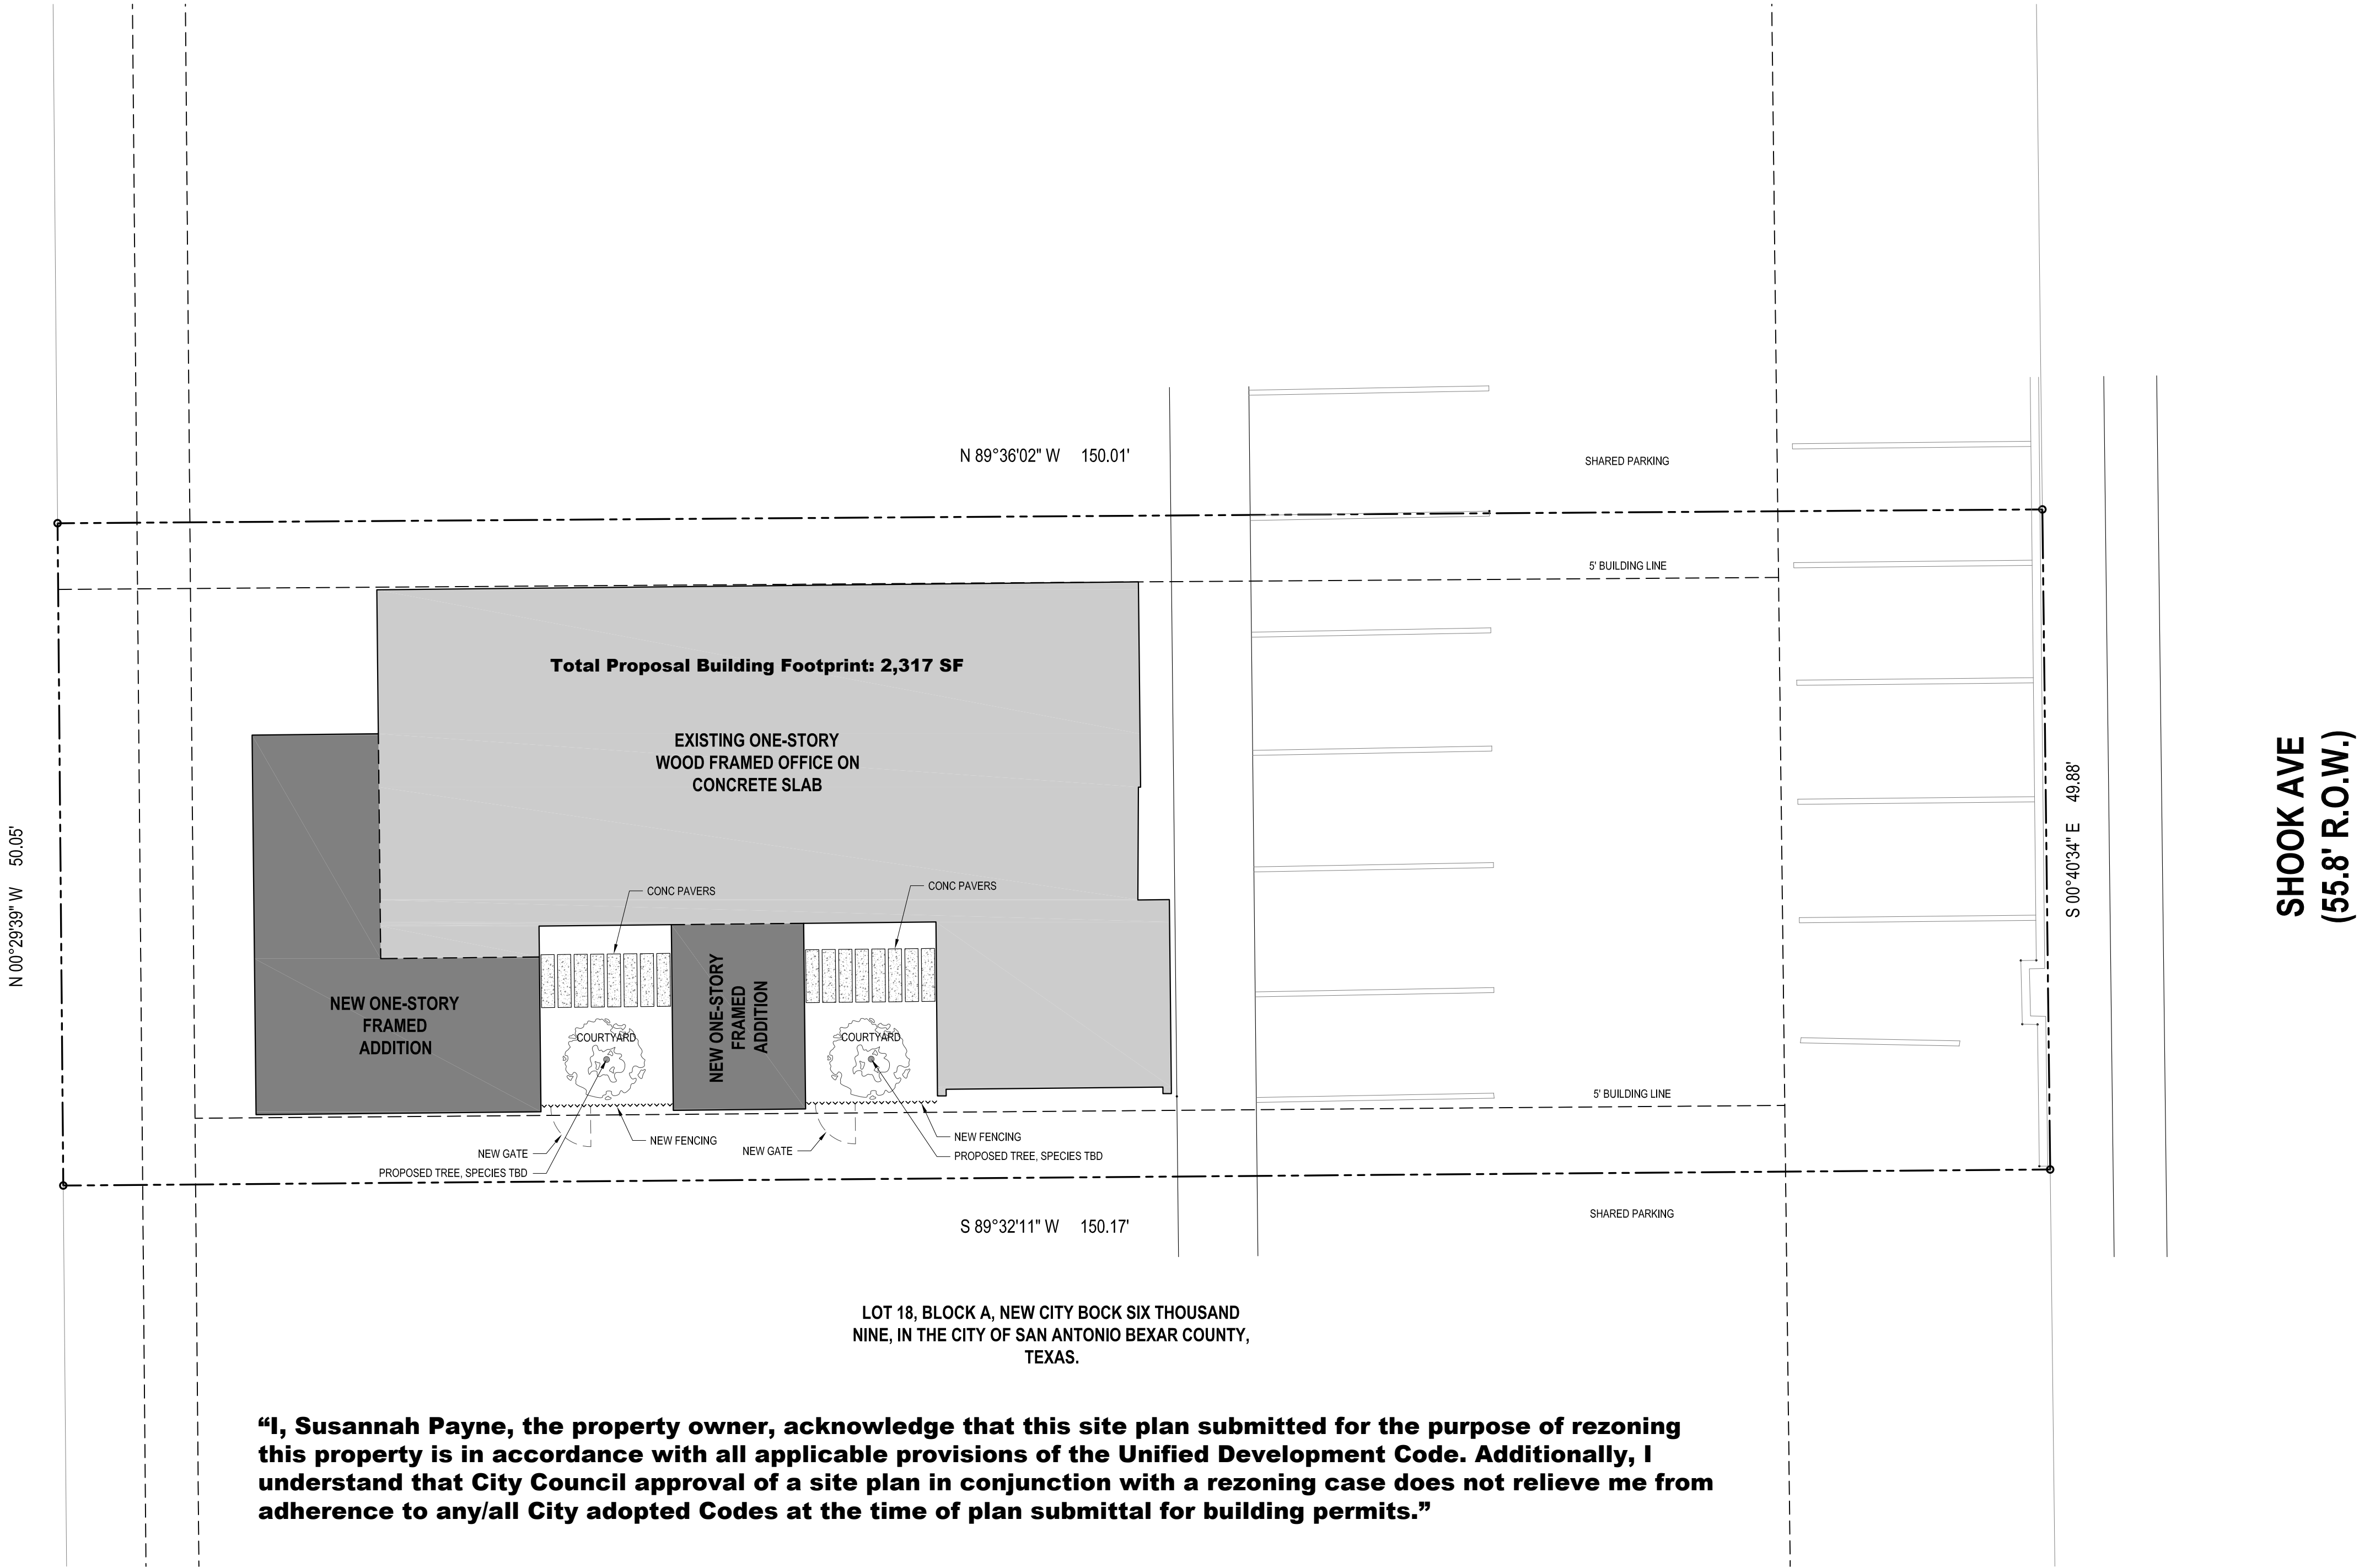 N 89°36'02" W 150.01'
SHARED PARKING
5' BUILDING LINE
Total Proposal Building Footprint: 2,317 SF
EXISTING ONE-STORY
WOOD FRAMED OFFICE ON
CONCRETE SLAB
SHOOK AVE
(55.8' R.O.W.)
S 00°40'34" E 49.88'
N 00°29'39" W 50.05'
CONC PAVERS
CONC PAVERS
NEW ONE-STORY
FRAMED
ADDITION
NEW ONE-STORY
FRAMED
ADDITION
COURTYARD
COURTYARD
5' BUILDING LINE
NEW GATE
NEW FENCING
PROPOSED TREE, SPECIES TBD
NEW GATE
NEW FENCING
PROPOSED TREE, SPECIES TBD
SHARED PARKING
S 89°32'11" W 150.17'
LOT 18, BLOCK A, NEW CITY BOCK SIX THOUSAND
NINE, IN THE CITY OF SAN ANTONIO BEXAR COUNTY,
TEXAS.
“I, Susannah Payne, the property owner, acknowledge that this site plan submitted for the purpose of rezoning
this property is in accordance with all applicable provisions of the Unified Development Code. Additionally, I
understand that City Council approval of a site plan in conjunction with a rezoning case does not relieve me from
adherence to any/all City adopted Codes at the time of plan submittal for building permits.”